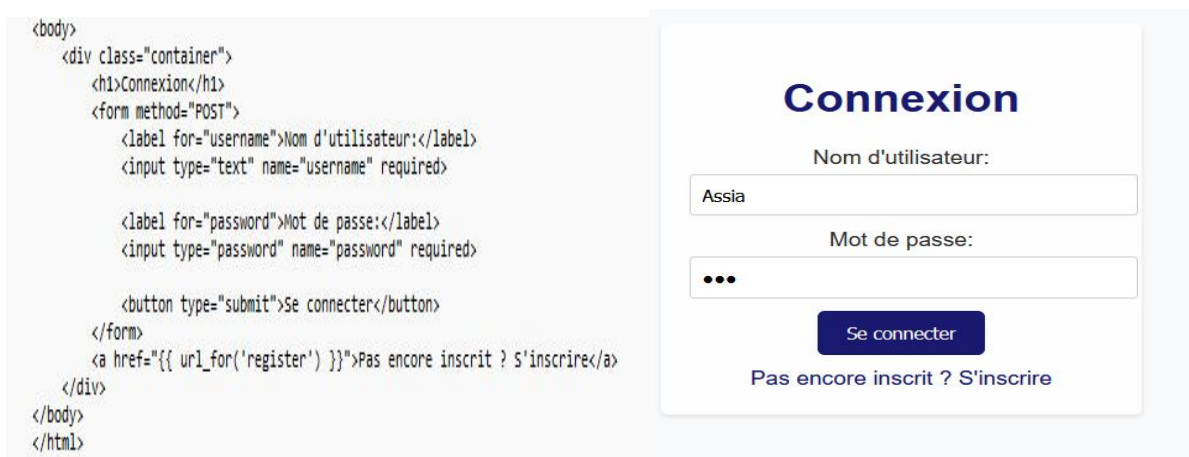 <body>
<div class="container">
<h1>Connexion</h1>
<form method="POST">
<label for="username">Nom d'utilisateur:</label>
<input type="text" name="username" required>
<label for="password">Mot de passe:</label>
<input type="password" name="password" required>
<button type="submit">Se connecter</button>
</form>
<a href="{{ url_for('register') }}">Pas encore inscrit ? S'inscrire</a>
</div>
</body>
</html>
Connexion
Nom d'utilisateur:
Assia
Mot de passe:
•••
Se connecter
Pas encore inscrit ? S'inscrire